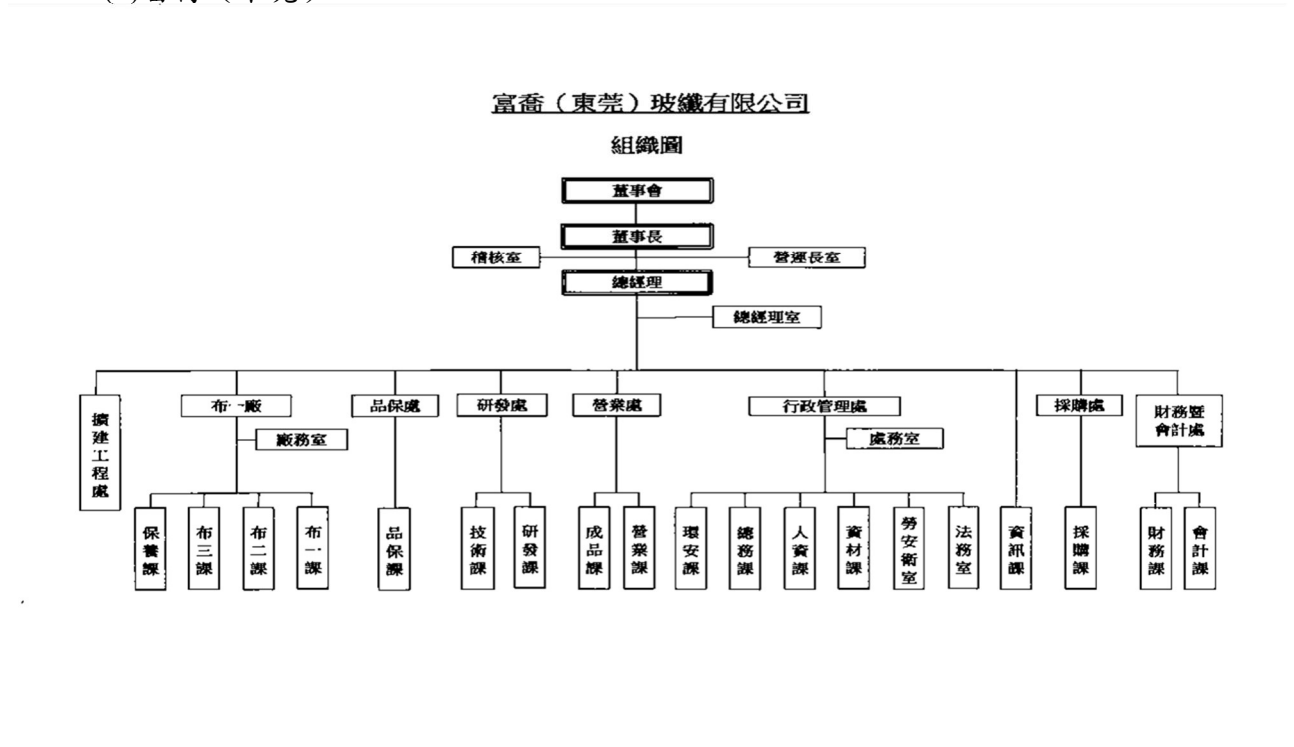 富喬（東莞）玻纖有限公司
組織圖
董事會
董事長
稽核室
營運長室
總經理
總經理室
擴建工程處
布一廠
品保處
研發處
營業處
行政管理處
採購處
財務暨
會計處
廠務室
處務室
保養課
布三課
布二課
布一課
品保課
技術課
研發課
成品課
營業課
環安課
總務課
人資課
資材課
勞安衛室
法務室
資訊課
採購課
財務課
會計課